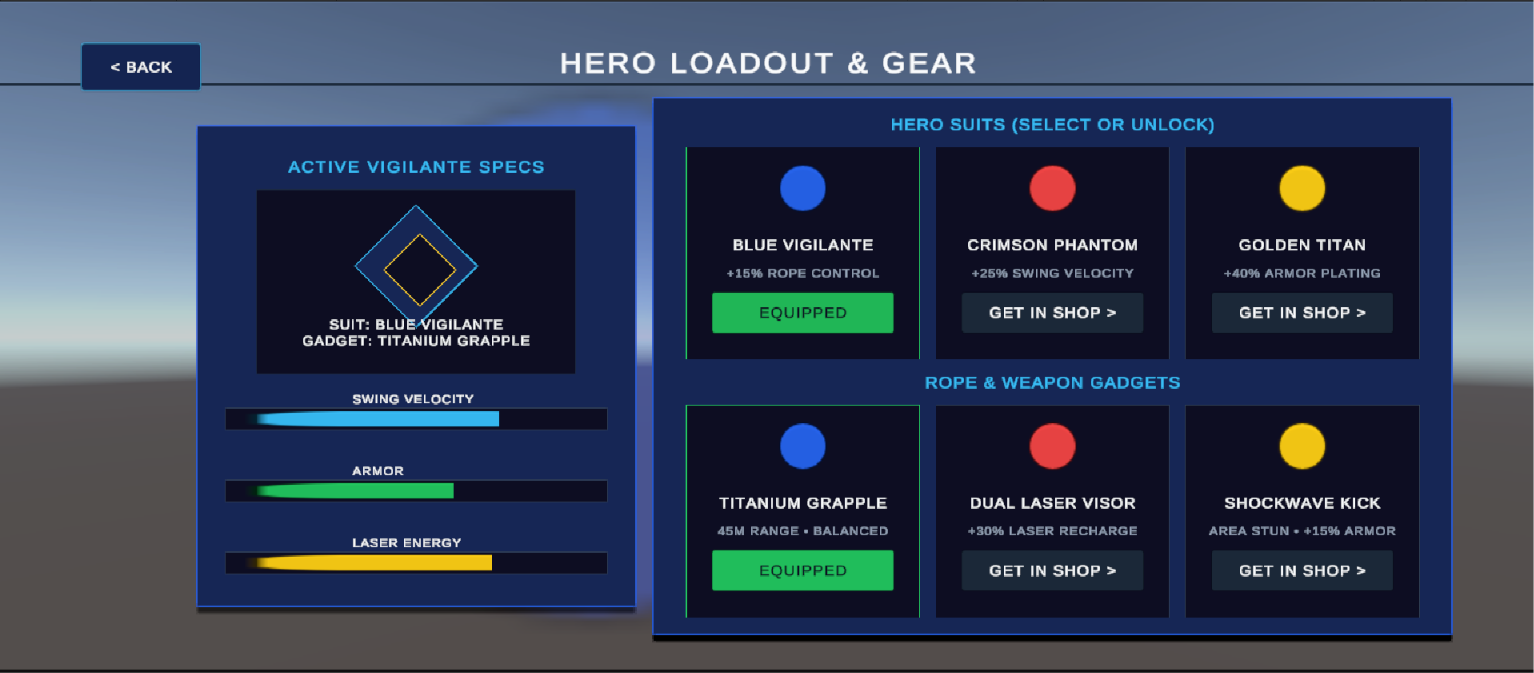 < BACK
HERO LOADOUT & GEAR
ACTIVE VIGILANTE SPECS
SUIT: BLUE VIGILANTE
GADGET: TITANIUM GRAPPLE
SWING VELOCITY
ARMOR
LASER ENERGY
HERO SUITS (SELECT OR UNLOCK)
BLUE VIGILANTE
+15% ROPE CONTROL
EQUIPPED
CRIMSON PHANTOM
+25% SWING VELOCITY
GET IN SHOP >
GOLDEN TITAN
+40% ARMOR PLATING
GET IN SHOP >
ROPE & WEAPON GADGETS
TITANIUM GRAPPLE
45M RANGE • BALANCED
EQUIPPED
DUAL LASER VISOR
+30% LASER RECHARGE
GET IN SHOP >
SHOCKWAVE KICK
AREA STUN • +15% ARMOR
GET IN SHOP >